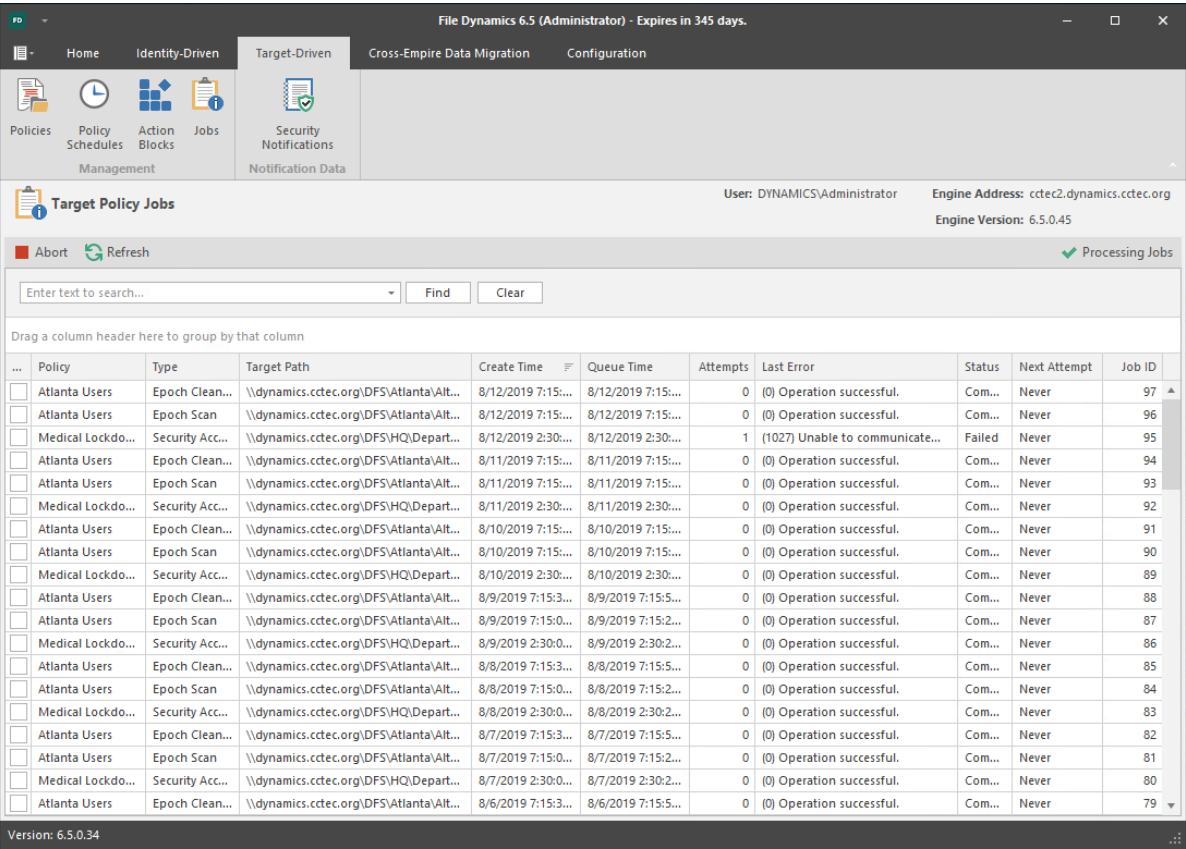 FD
File Dynamics 6.5 (Administrator) - Expires in 345 days.
Home Identity-Driven Target-Driven Cross-Empire Data Migration Configuration
Policies Policy Schedules Action Blocks Jobs Security Notifications
Management Notification Data
Target Policy Jobs
User: DYNAMICS\Administrator Engine Address: cctec2.dynamics.cctec.org
Engine Version: 6.5.0.45
Abort Refresh Processing Jobs
Enter text to search... Find Clear
Drag a column header here to group by that column
... Policy Type Target Path Create Time Queue Time Attempts Last Error Status Next Attempt Job ID
Atlanta Users Epoch Clean... \\dynamics.cctec.org\DFS\Atlanta\Alt... 8/12/2019 7:15:... 8/12/2019 7:15:... 0 (0) Operation successful. Com... Never 97
Atlanta Users Epoch Scan \\dynamics.cctec.org\DFS\Atlanta\Alt... 8/12/2019 7:15:... 8/12/2019 7:15:... 0 (0) Operation successful. Com... Never 96
Medical Lockdo... Security Acc... \\dynamics.cctec.org\DFS\HQ\Depart... 8/12/2019 2:30:... 8/12/2019 2:30:... 1 (1027) Unable to communicate... Failed Never 95
Atlanta Users Epoch Clean... \\dynamics.cctec.org\DFS\Atlanta\Alt... 8/11/2019 7:15:... 8/11/2019 7:15:... 0 (0) Operation successful. Com... Never 94
Atlanta Users Epoch Scan \\dynamics.cctec.org\DFS\Atlanta\Alt... 8/11/2019 7:15:... 8/11/2019 7:15:... 0 (0) Operation successful. Com... Never 93
Medical Lockdo... Security Acc... \\dynamics.cctec.org\DFS\HQ\Depart... 8/11/2019 2:30:... 8/11/2019 2:30:... 0 (0) Operation successful. Com... Never 92
Atlanta Users Epoch Clean... \\dynamics.cctec.org\DFS\Atlanta\Alt... 8/10/2019 7:15:... 8/10/2019 7:15:... 0 (0) Operation successful. Com... Never 91
Atlanta Users Epoch Scan \\dynamics.cctec.org\DFS\Atlanta\Alt... 8/10/2019 7:15:... 8/10/2019 7:15:... 0 (0) Operation successful. Com... Never 90
Medical Lockdo... Security Acc... \\dynamics.cctec.org\DFS\HQ\Depart... 8/10/2019 2:30:... 8/10/2019 2:30:... 0 (0) Operation successful. Com... Never 89
Atlanta Users Epoch Clean... \\dynamics.cctec.org\DFS\Atlanta\Alt... 8/9/2019 7:15:3... 8/9/2019 7:15:5... 0 (0) Operation successful. Com... Never 88
Atlanta Users Epoch Scan \\dynamics.cctec.org\DFS\Atlanta\Alt... 8/9/2019 7:15:0... 8/9/2019 7:15:2... 0 (0) Operation successful. Com... Never 87
Medical Lockdo... Security Acc... \\dynamics.cctec.org\DFS\HQ\Depart... 8/9/2019 2:30:0... 8/9/2019 2:30:2... 0 (0) Operation successful. Com... Never 86
Atlanta Users Epoch Clean... \\dynamics.cctec.org\DFS\Atlanta\Alt... 8/8/2019 7:15:3... 8/8/2019 7:15:5... 0 (0) Operation successful. Com... Never 85
Atlanta Users Epoch Scan \\dynamics.cctec.org\DFS\Atlanta\Alt... 8/8/2019 7:15:0... 8/8/2019 7:15:2... 0 (0) Operation successful. Com... Never 84
Medical Lockdo... Security Acc... \\dynamics.cctec.org\DFS\HQ\Depart... 8/8/2019 2:30:0... 8/8/2019 2:30:2... 0 (0) Operation successful. Com... Never 83
Atlanta Users Epoch Clean... \\dynamics.cctec.org\DFS\Atlanta\Alt... 8/7/2019 7:15:3... 8/7/2019 7:15:5... 0 (0) Operation successful. Com... Never 82
Atlanta Users Epoch Scan \\dynamics.cctec.org\DFS\Atlanta\Alt... 8/7/2019 7:15:0... 8/7/2019 7:15:2... 0 (0) Operation successful. Com... Never 81
Medical Lockdo... Security Acc... \\dynamics.cctec.org\DFS\HQ\Depart... 8/7/2019 2:30:0... 8/7/2019 2:30:2... 0 (0) Operation successful. Com... Never 80
Atlanta Users Epoch Clean... \\dynamics.cctec.org\DFS\Atlanta\Alt... 8/6/2019 7:15:3... 8/6/2019 7:15:5... 0 (0) Operation successful. Com... Never 79
Version: 6.5.0.34